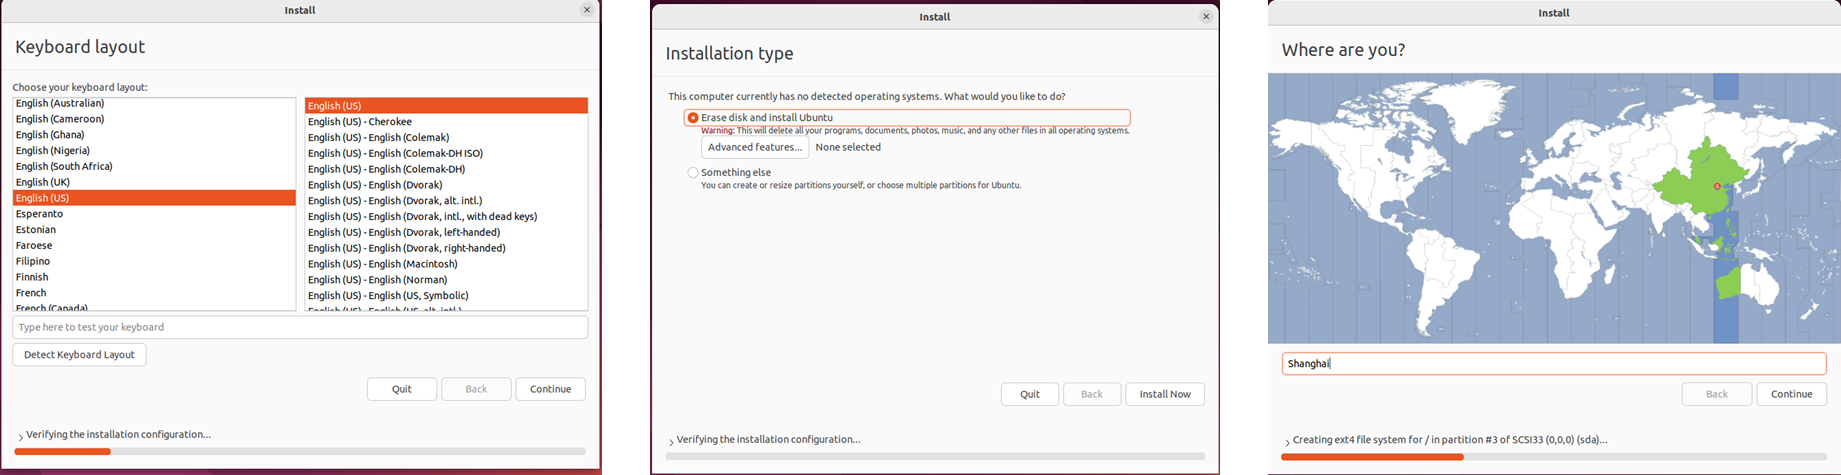 Install
Keyboard layout
Choose your keyboard layout:
English (Australian)
English (Cameroon)
English (Ghana)
English (Nigeria)
English (South Africa)
English (UK)
English (US)
Esperanto
Estonian
Faroese
Filipino
Finnish
French
French (Canada)
English (US)
English (US) - Cherokee
English (US) - English (Colemak)
English (US) - English (Colemak-DH ISO)
English (US) - English (Colemak-DH)
English (US) - English (Dvorak)
English (US) - English (Dvorak, alt. intl.)
English (US) - English (Dvorak, intl., with dead keys)
English (US) - English (Dvorak, left-handed)
English (US) - English (Dvorak, right-handed)
English (US) - English (Macintosh)
English (US) - English (Norman)
English (US) - English (US, Symbolic)
English (US) - English (US, alt. intl.)
Type here to test your keyboard
Detect Keyboard Layout
Quit
Back
Continue
Verifying the installation configuration...
Install
Installation type
This computer currently has no detected operating systems. What would you like to do?
Erase disk and install Ubuntu
Warning: This will delete all your programs, documents, photos, music, and any other files in all operating systems.
Advanced features...
None selected
Something else
You can create or resize partitions yourself, or choose multiple partitions for Ubuntu.
Quit
Back
Install Now
Verifying the installation configuration...
Install
Where are you?
Shanghai
Back
Continue
Creating ext4 file system for / in partition #3 of SCSI33 (0,0,0) (sda)...